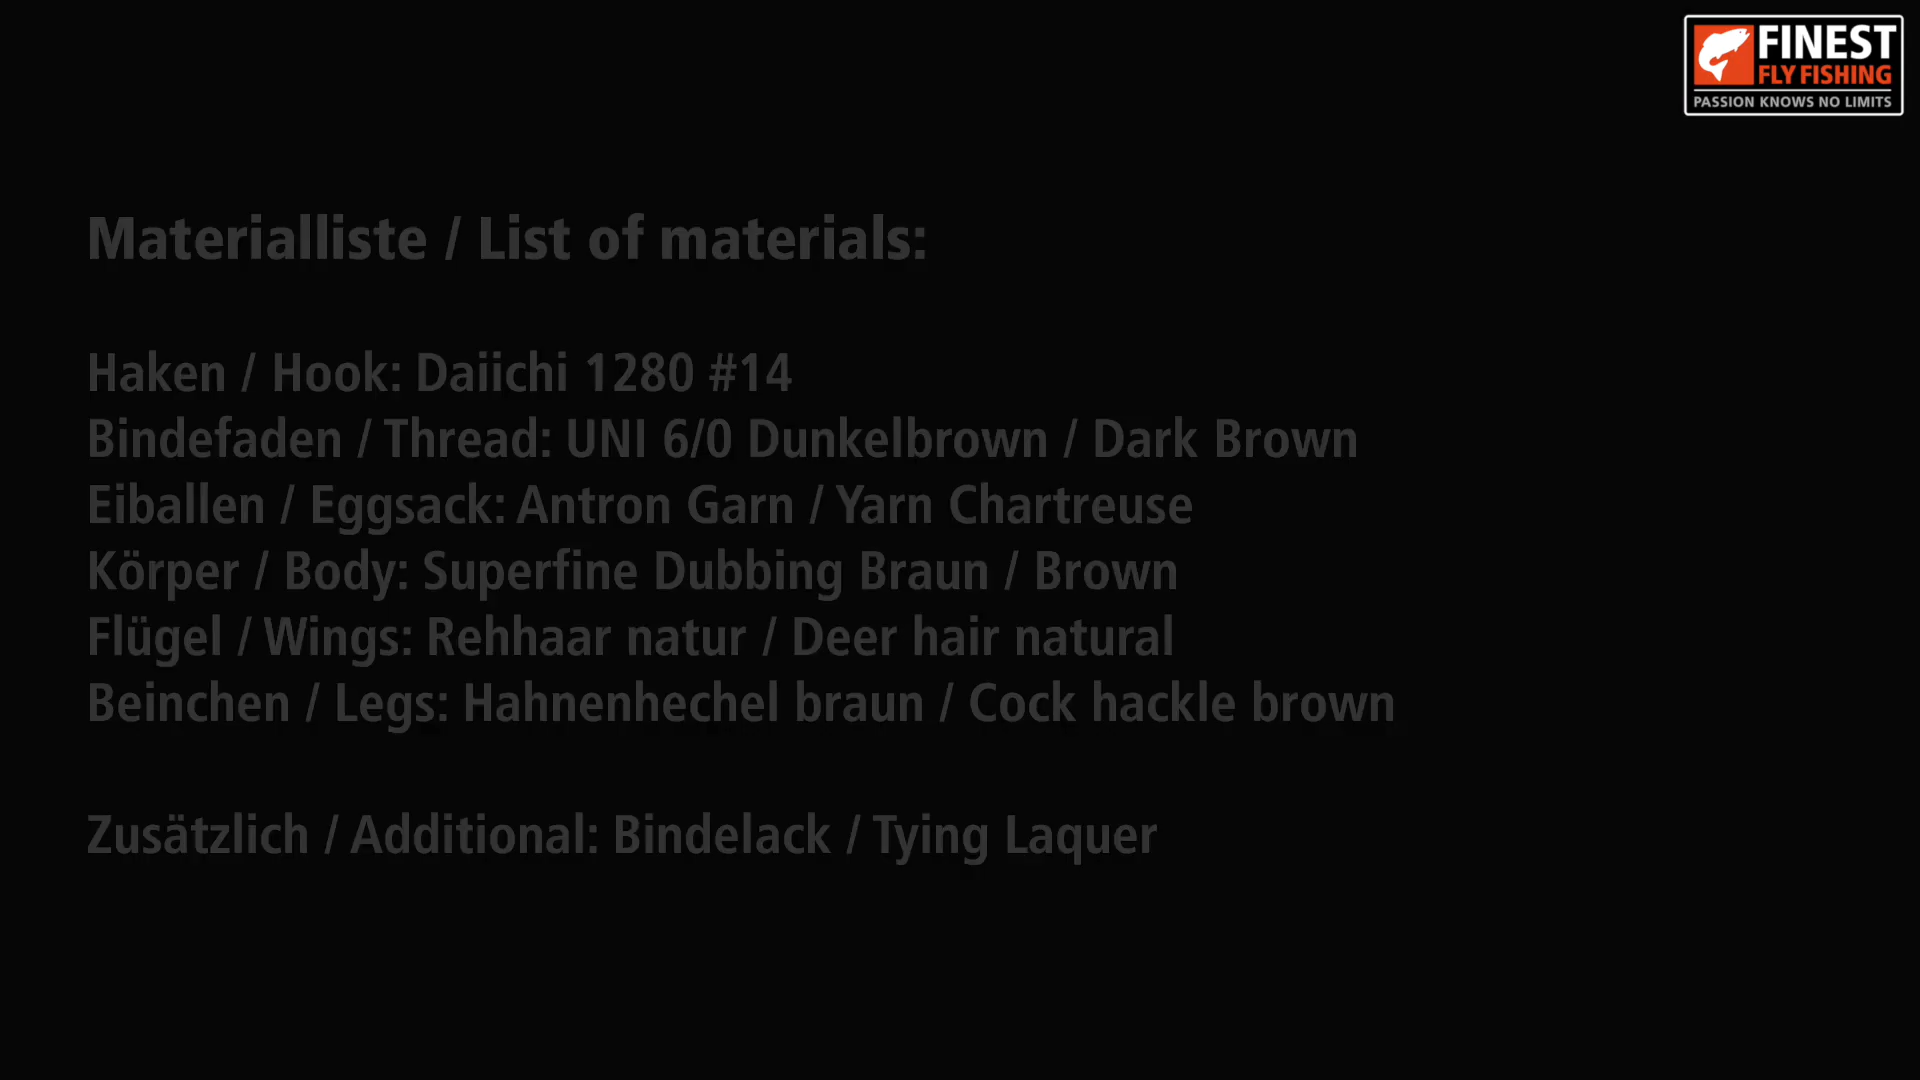 FINEST
FLY FISHING
PASSION KNOWS NO LIMITS
Materialliste / List of materials:
Haken / Hook: Daiichi 1280 #14
Bindefaden / Thread: UNI 6/0 Dunkelbrown / Dark Brown
Eiballen / Eggsack: Antron Garn / Yarn Chartreuse
Körper / Body: Superfine Dubbing Braun / Brown
Flügel / Wings: Rehhaar natur / Deer hair natural
Beinchen / Legs: Hahnenhechel braun / Cock hackle brown
Zusätzlich / Additional: Bindelack / Tying Laquer